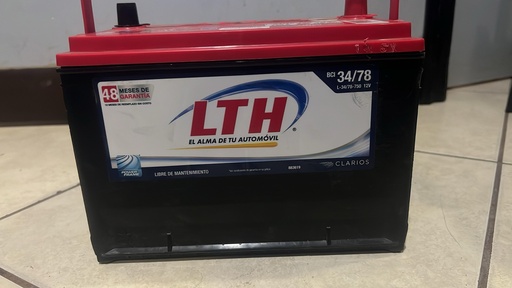 48 MESES DE
GARANTÍA
LTH
®
EL ALMA DE TU AUTOMÓVIL
BCI 34/78
L-34/78-750 12V
LIBRE DE MANTENIMIENTO
CLARIOS